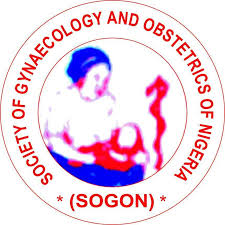 SOCIETY OF GYNAECOLOGY AND OBSTETRICS OF NIGERIA
* (SOGON) *